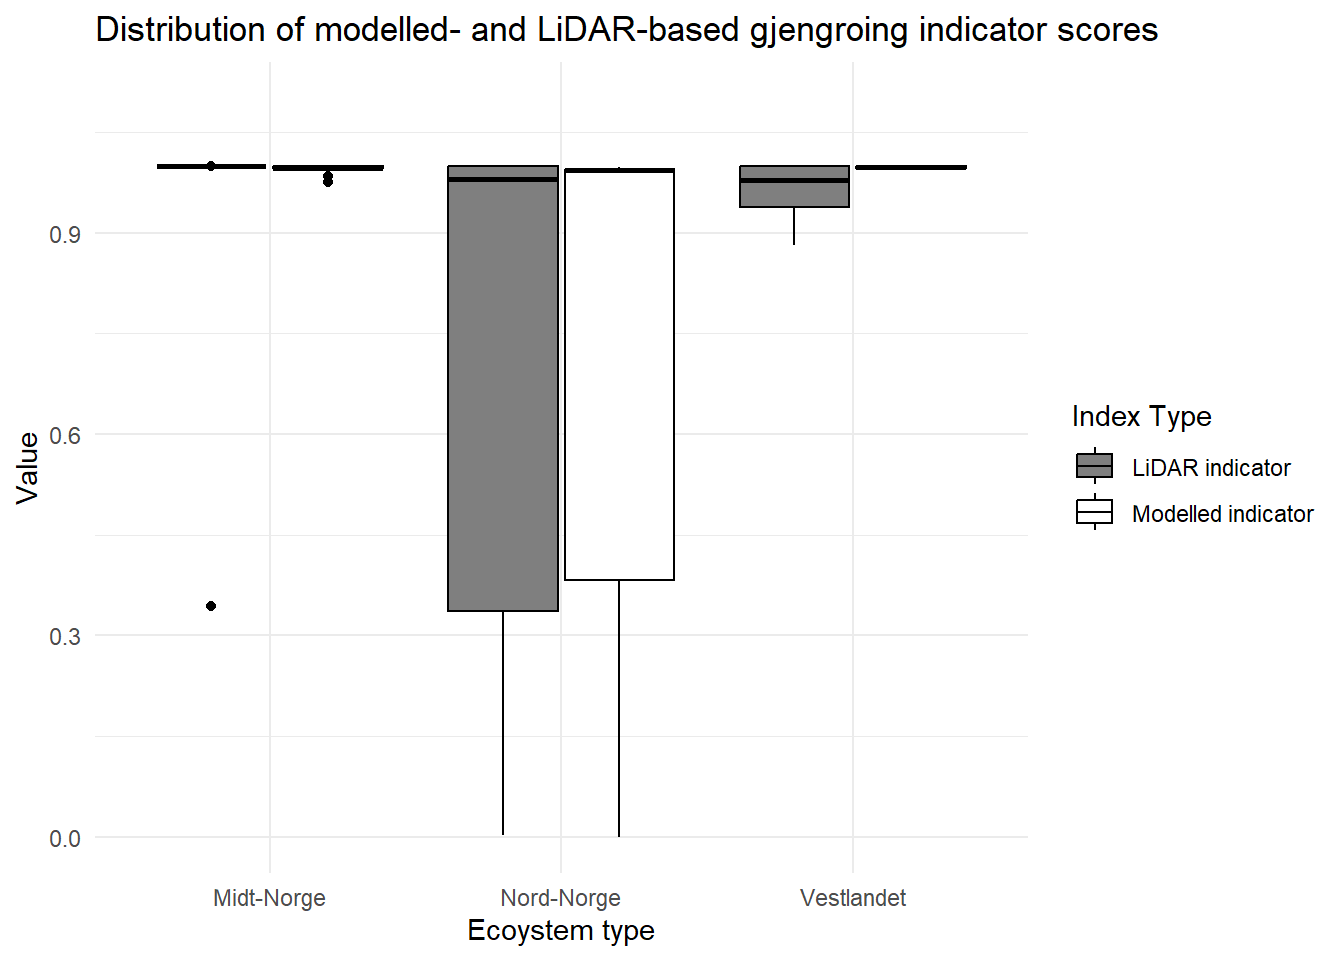 Distribution of modelled- and LiDAR-based gjengroing indicator scores
Value
0.9
0.6
0.3
0.0
Midt-Norge
Nord-Norge
Vestlandet
Ecoystem type
Index Type
LiDAR indicator
Modelled indicator